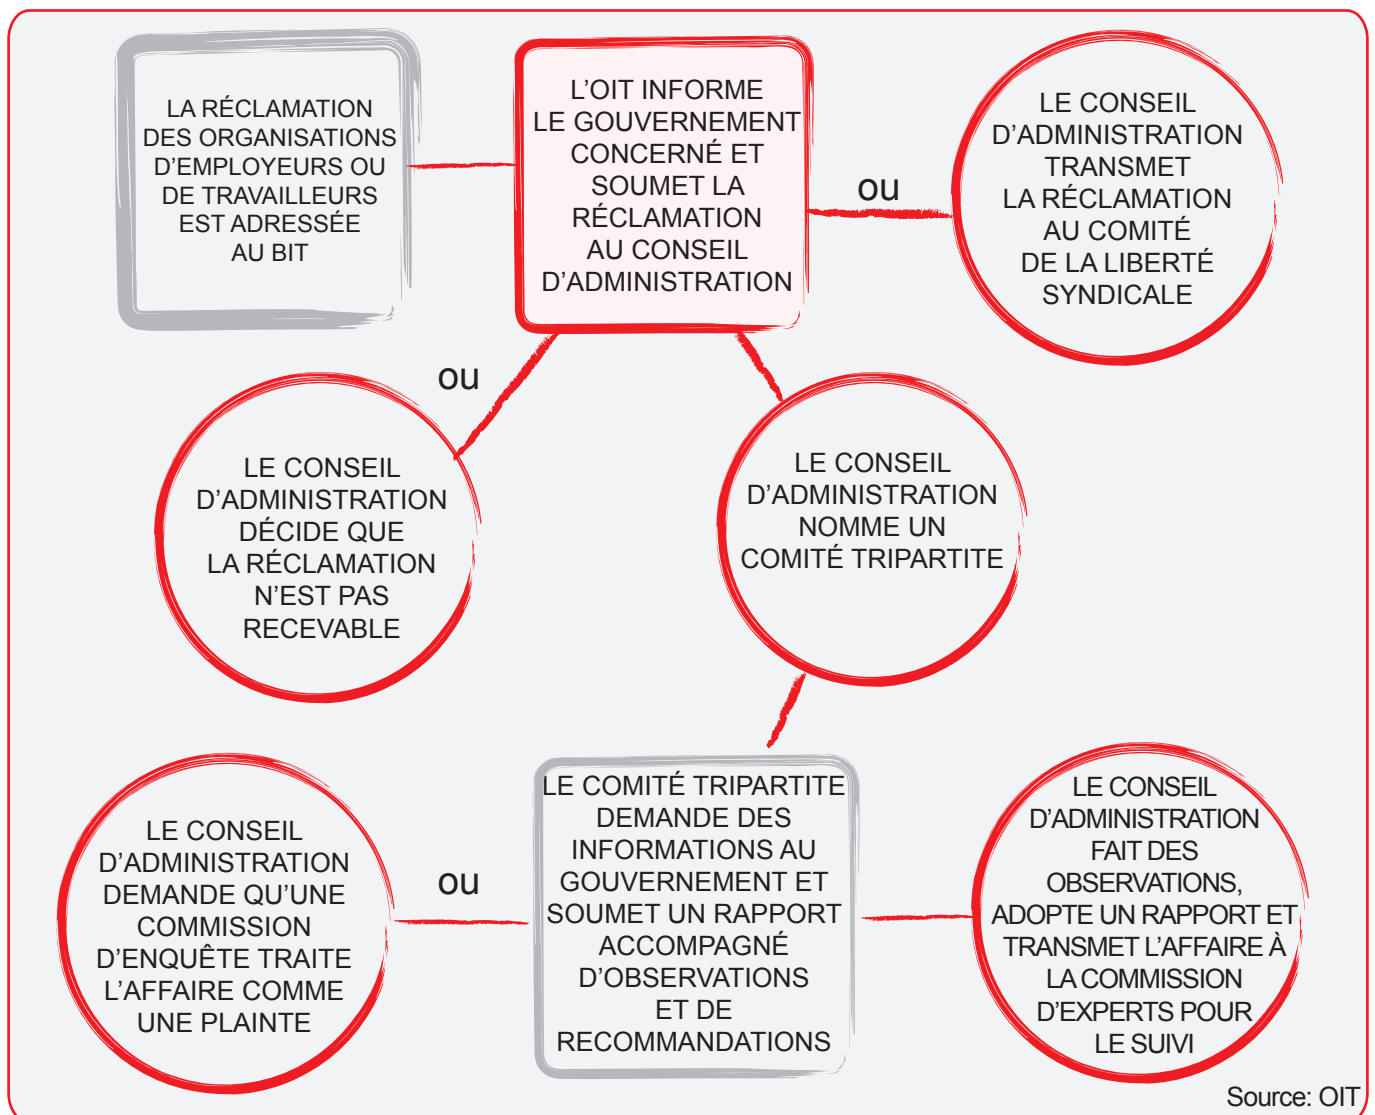 LA RÉCLAMATION
DES ORGANISATIONS
D'EMPLOYEURS OU
DE TRAVAILLEURS
EST ADRESSÉE
AU BIT
L'OIT INFORME
LE GOUVERNEMENT
CONCERNÉ ET
SOUMET LA
RÉCLAMATION
AU CONSEIL
D'ADMINISTRATION
ou
LE CONSEIL
D'ADMINISTRATION
TRANSMET
LA RÉCLAMATION
AU COMITÉ
DE LA LIBERTÉ
SYNDICALE
ou
LE CONSEIL
D'ADMINISTRATION
DÉCIDE QUE
LA RÉCLAMATION
N'EST PAS
RECEVABLE
LE CONSEIL
D'ADMINISTRATION
NOMME UN
COMITÉ TRIPARTITE
LE CONSEIL
D'ADMINISTRATION
DEMANDE QU'UNE
COMMISSION
D'ENQUÊTE TRAITE
L'AFFAIRE COMME
UNE PLAINTE
ou
LE COMITÉ TRIPARTITE
DEMANDE DES
INFORMATIONS AU
GOUVERNEMENT ET
SOUMET UN RAPPORT
ACCOMPAGNÉ
D'OBSERVATIONS
ET DE
RECOMMANDATIONS
LE CONSEIL
D'ADMINISTRATION
FAIT DES
OBSERVATIONS,
ADOPTE UN RAPPORT ET
TRANSMET L'AFFAIRE À
LA COMMISSION
D'EXPERTS POUR
LE SUIVI
Source: OIT